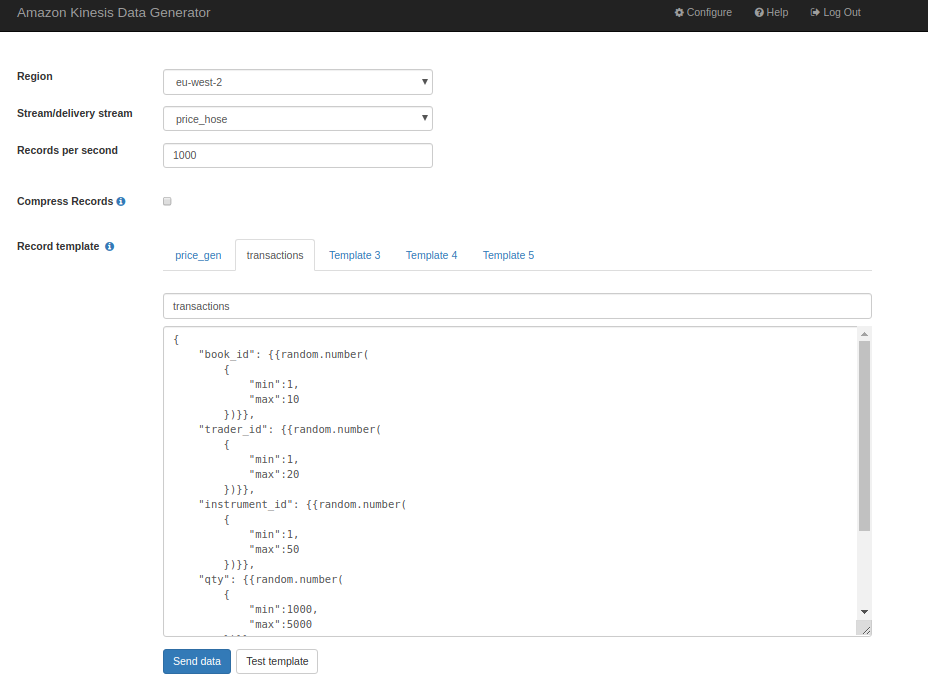 Amazon Kinesis Data Generator
Configure Help Log Out
Region eu-west-2
Stream/delivery stream price_hose
Records per second 1000
Compress Records
Record template price_gen transactions Template 3 Template 4 Template 5
transactions
{
    "book_id": {{random.number(
        {
            "min":1,
            "max":10
        })}},
    "trader_id": {{random.number(
        {
            "min":1,
            "max":20
        })}},
    "instrument_id": {{random.number(
        {
            "min":1,
            "max":50
        })}},
    "qty": {{random.number(
        {
            "min":1000,
            "max":5000
Send data Test template